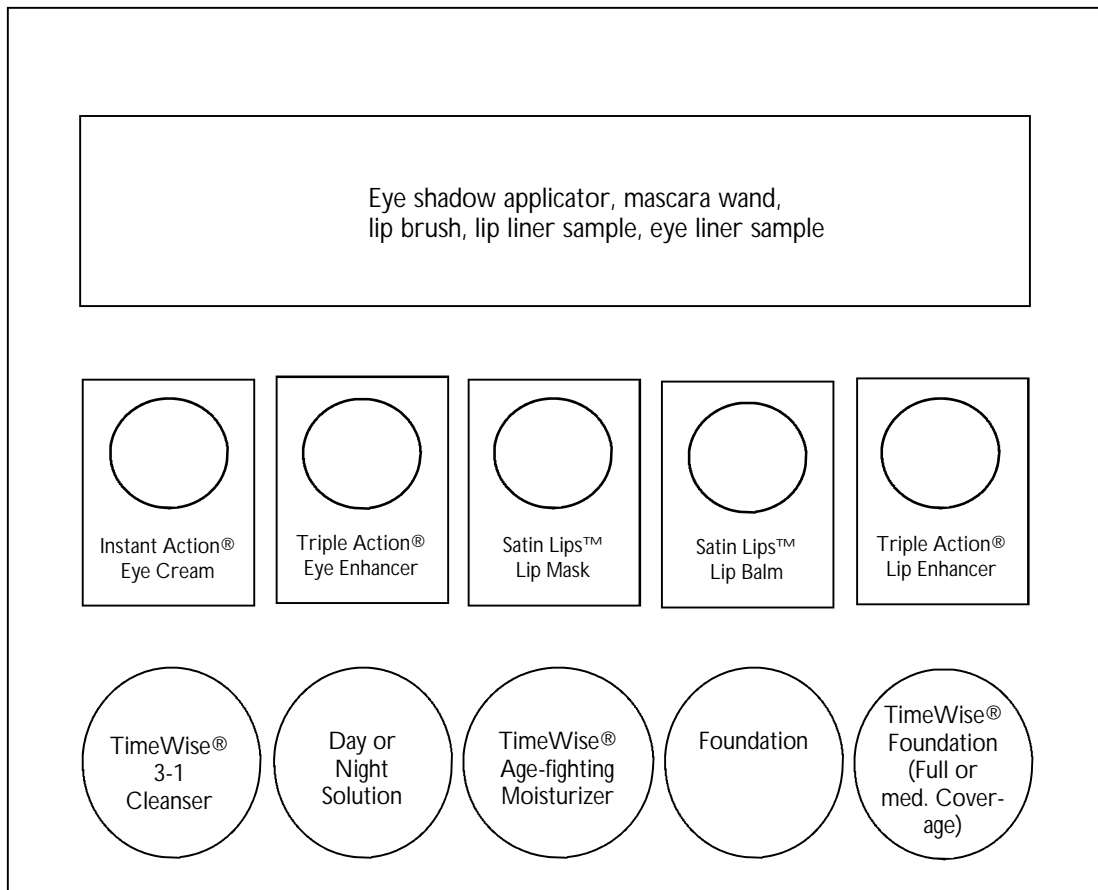 Eye shadow applicator, mascara wand,
lip brush, lip liner sample, eye liner sample
Instant Action®
Eye Cream
Triple Action®
Eye Enhancer
Satin Lips™
Lip Mask
Satin Lips™
Lip Balm
Triple Action®
Lip Enhancer
TimeWise®
3-1
Cleanser
Day or
Night
Solution
TimeWise®
Age-fighting
Moisturizer
Foundation
TimeWise®
Foundation
(Full or
med. Cover-
age)